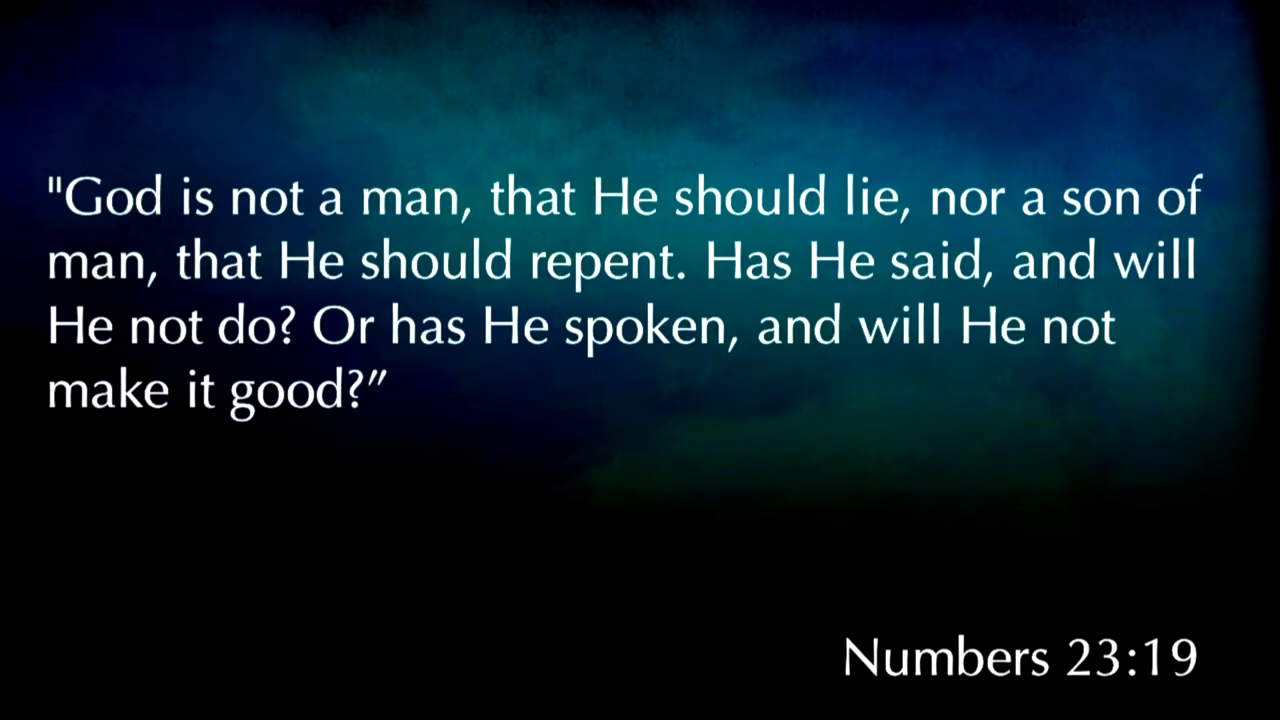 "God is not a man, that He should lie, nor a son of
man, that He should repent. Has He said, and will
He not do? Or has He spoken, and will He not
make it good?”
Numbers 23:19